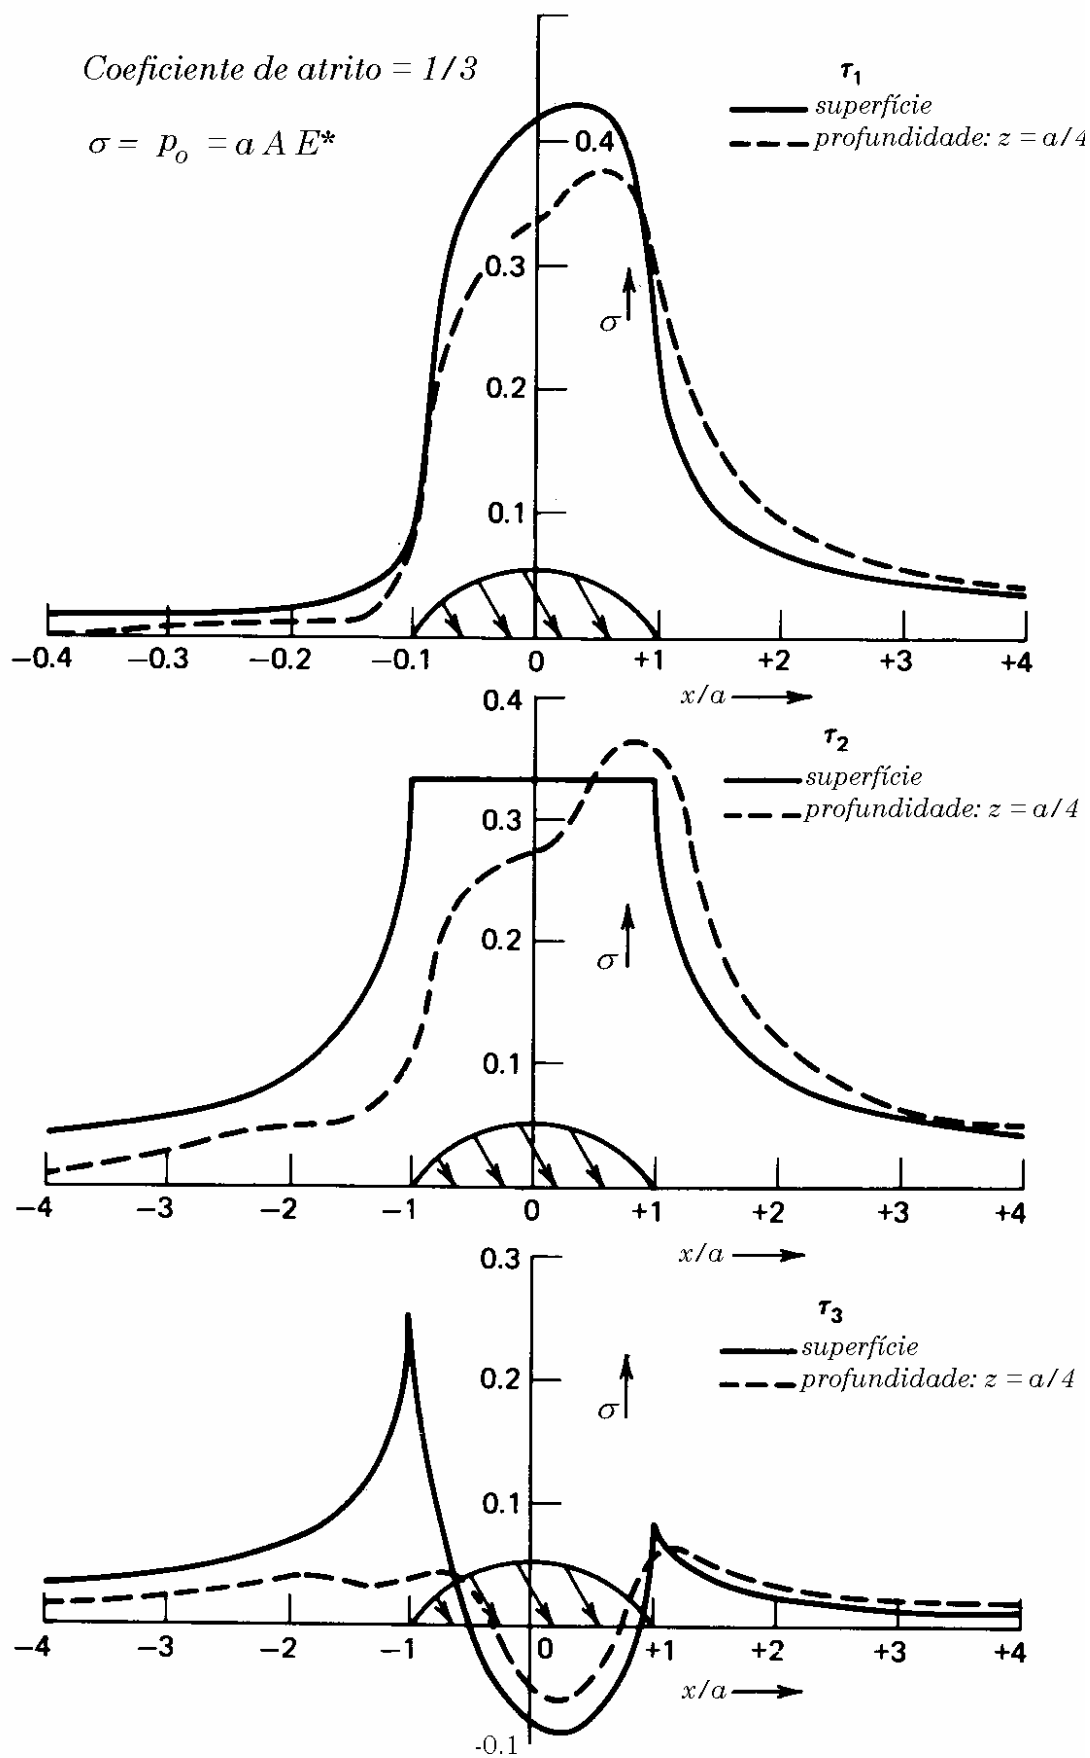 Coeficiente de atrito = 1/3
σ = pₒ = a A E*
τ₁
superfície
profundidade: z = a/4
0.4
0.3
σ
0.2
0.1
−0.4 −0.3 −0.2 −0.1 0 +1 +2 +3 +4
x/a
0.4
τ₂
superfície
profundidade: z = a/4
0.3
0.2
σ
0.1
−4 −3 −2 −1 0 +1 +2 +3 +4
x/a
0.3
τ₃
superfície
profundidade: z = a/4
0.2
σ
0.1
−4 −3 −2 −1 0 +1 +2 +3 +4
x/a
-0.1